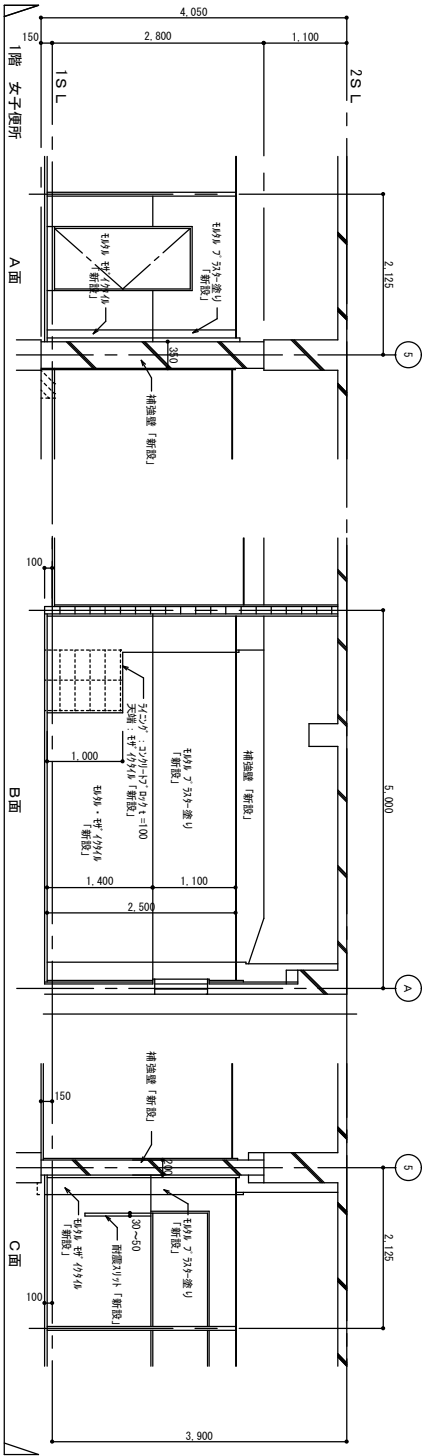 4,050
150
2,800
1,100
1階 女子便所
1SL
2SL
2,125
5
モルタル プラスター塗り
「新設」
モルタル モザイクタイル
「新設」
350
補強壁「新設」
A面
100
5,000
A
補強壁「新設」
モルタル プラスター塗り
「新設」
ライニング:コンクリートブロックt=100
天端:モザイクタイル「新設」
1,000
モルタル・モザイクタイル
「新設」
1,400
1,100
2,500
B面
150
補強壁「新設」
200
5
2,125
モルタル プラスター塗り
「新設」
30~50
耐震スリット「新設」
モルタル モザイクタイル
「新設」
100
C面
3,900